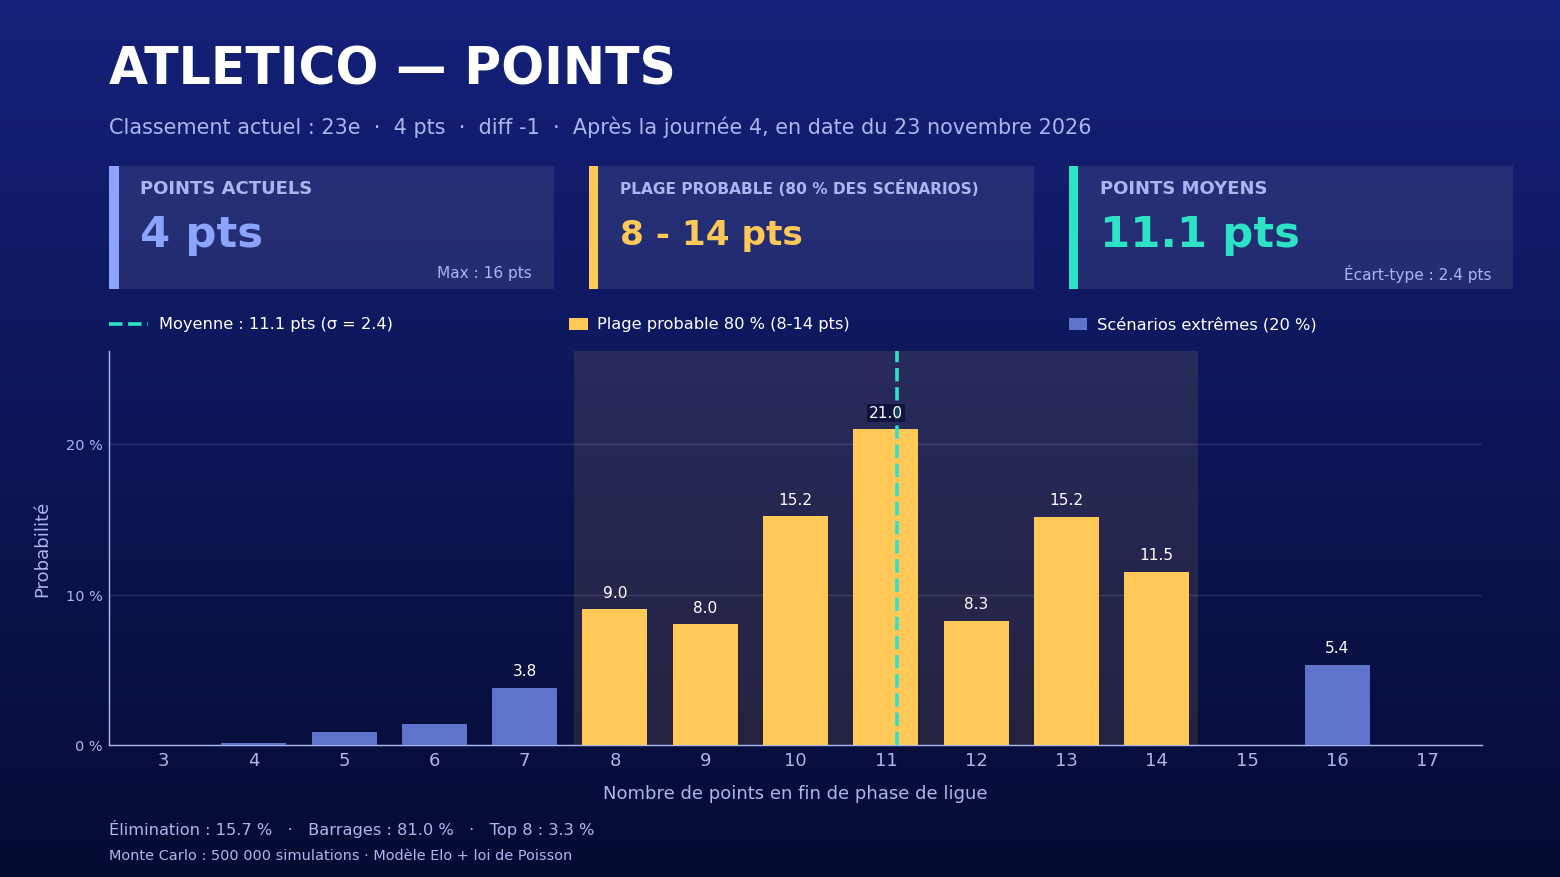 ATLETICO — POINTS
Classement actuel : 23e · 4 pts · diff -1 · Après la journée 4, en date du 23 novembre 2026
POINTS ACTUELS
4 pts
Max : 16 pts
PLAGE PROBABLE (80 % DES SCÉNARIOS)
8 - 14 pts
POINTS MOYENS
11.1 pts
Écart-type : 2.4 pts
Moyenne : 11.1 pts (σ = 2.4)
Plage probable 80 % (8-14 pts)
Scénarios extrêmes (20 %)
Probabilité
20 %
10 %
0 %
3.8
9.0
8.0
15.2
21.0
8.3
15.2
11.5
5.4
3 4 5 6 7 8 9 10 11 12 13 14 15 16 17
Nombre de points en fin de phase de ligue
Élimination : 15.7 % · Barrages : 81.0 % · Top 8 : 3.3 %
Monte Carlo : 500 000 simulations · Modèle Elo + loi de Poisson